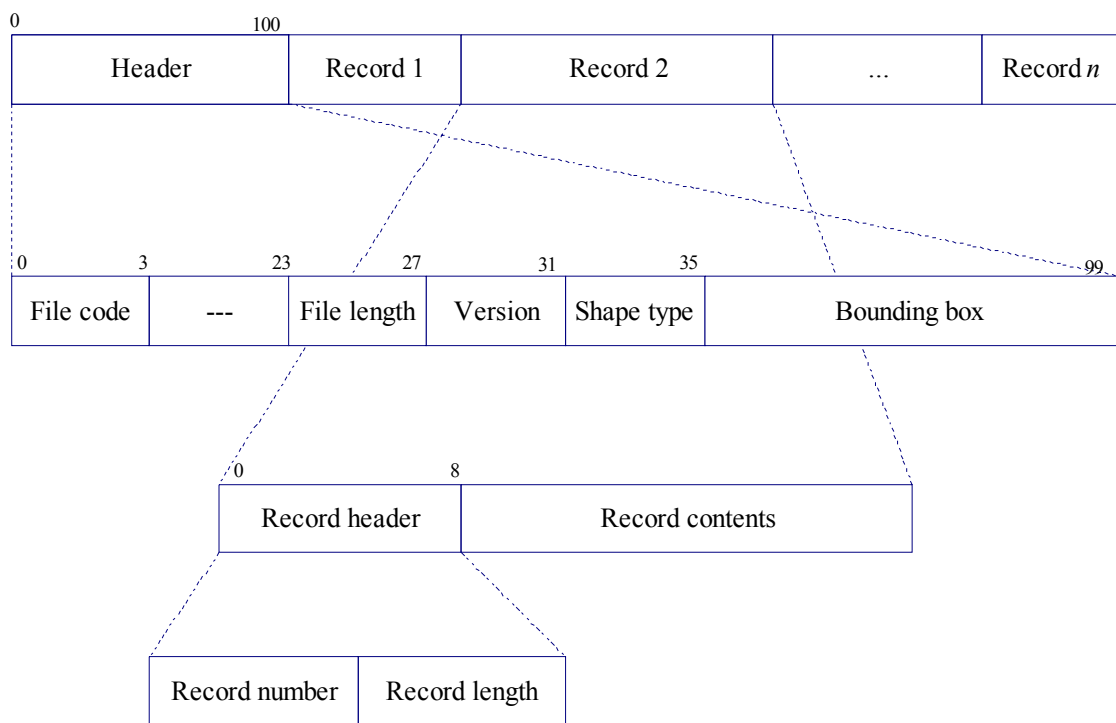 0 100
Header Record 1 Record 2 ... Record n
0 3 23 27 31 35 99
File code --- File length Version Shape type Bounding box
0 8
Record header Record contents
Record number Record length